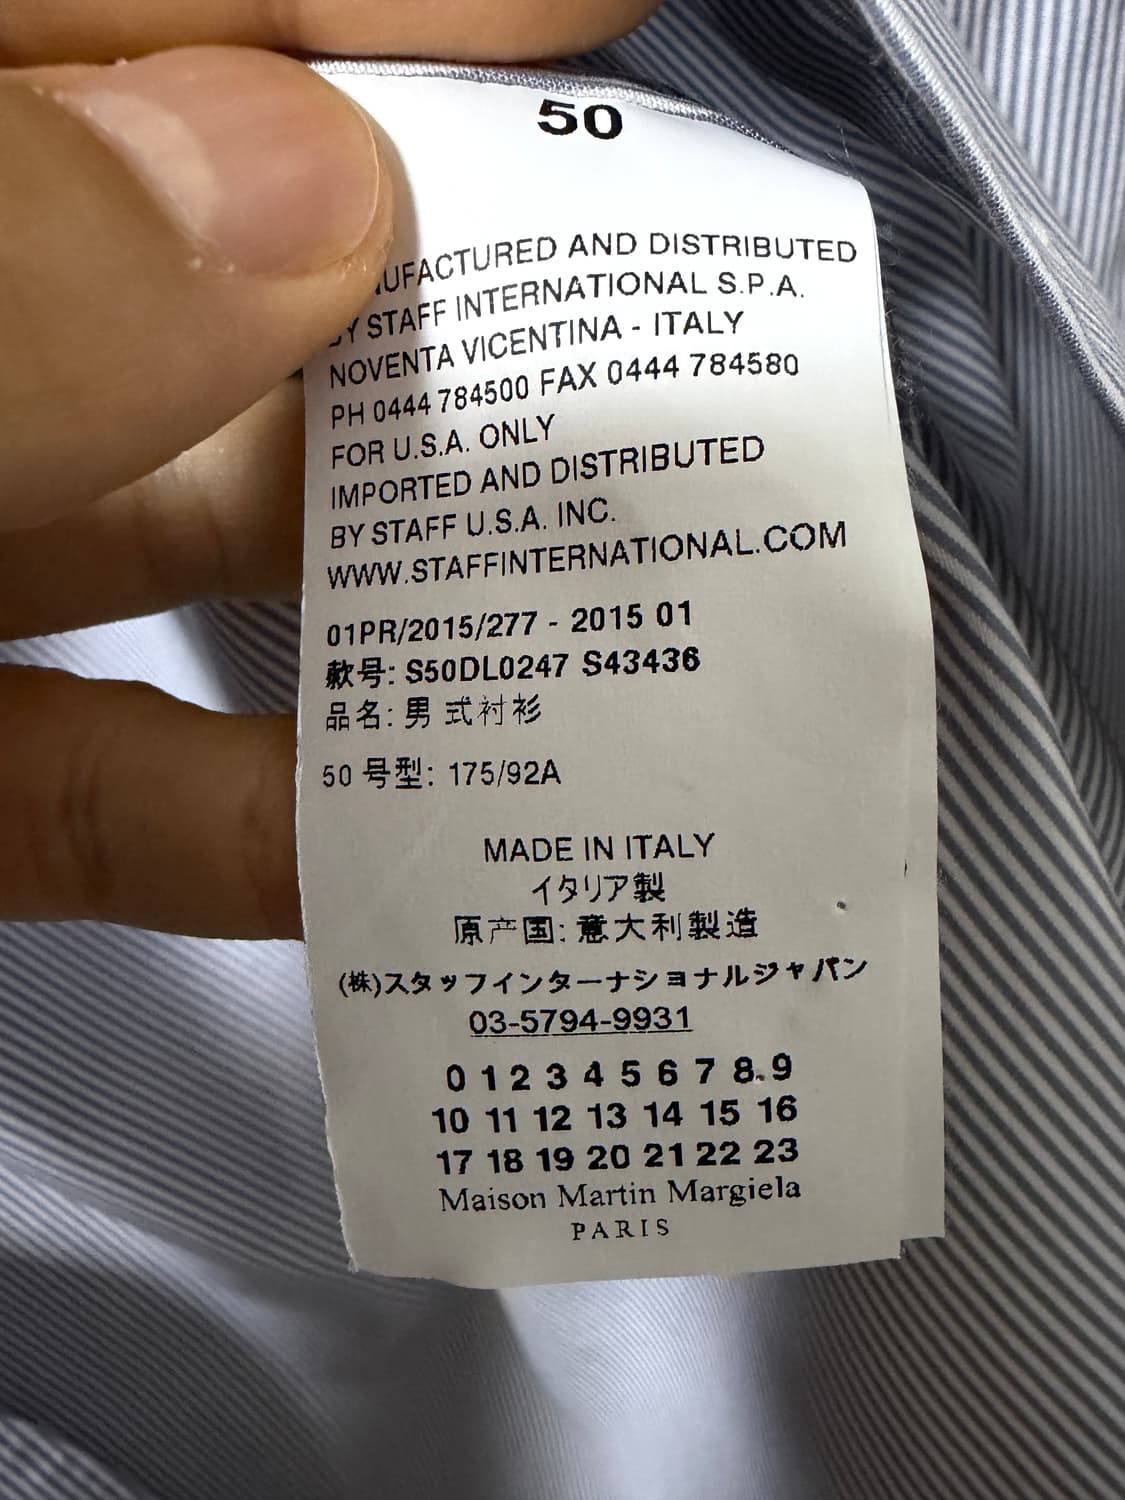 50
UFACTURED AND DISTRIBUTED
Y STAFF INTERNATIONAL S.P.A.
NOVENTA VICENTINA - ITALY
PH 0444 784500 FAX 0444 784580
FOR U.S.A. ONLY
IMPORTED AND DISTRIBUTED
BY STAFF U.S.A. INC.
WWW.STAFFINTERNATIONAL.COM
01PR/2015/277 - 2015 01
款号: S50DL0247 S43436
品名: 男 式衬衫
50 号型: 175/92A
MADE IN ITALY
イタリア製
原产国: 意大利製造
(株)スタッフインターナショナルジャパン
03-5794-9931
0 1 2 3 4 5 6 7 8 9
10 11 12 13 14 15 16
17 18 19 20 21 22 23
Maison Martin Margiela
PARIS